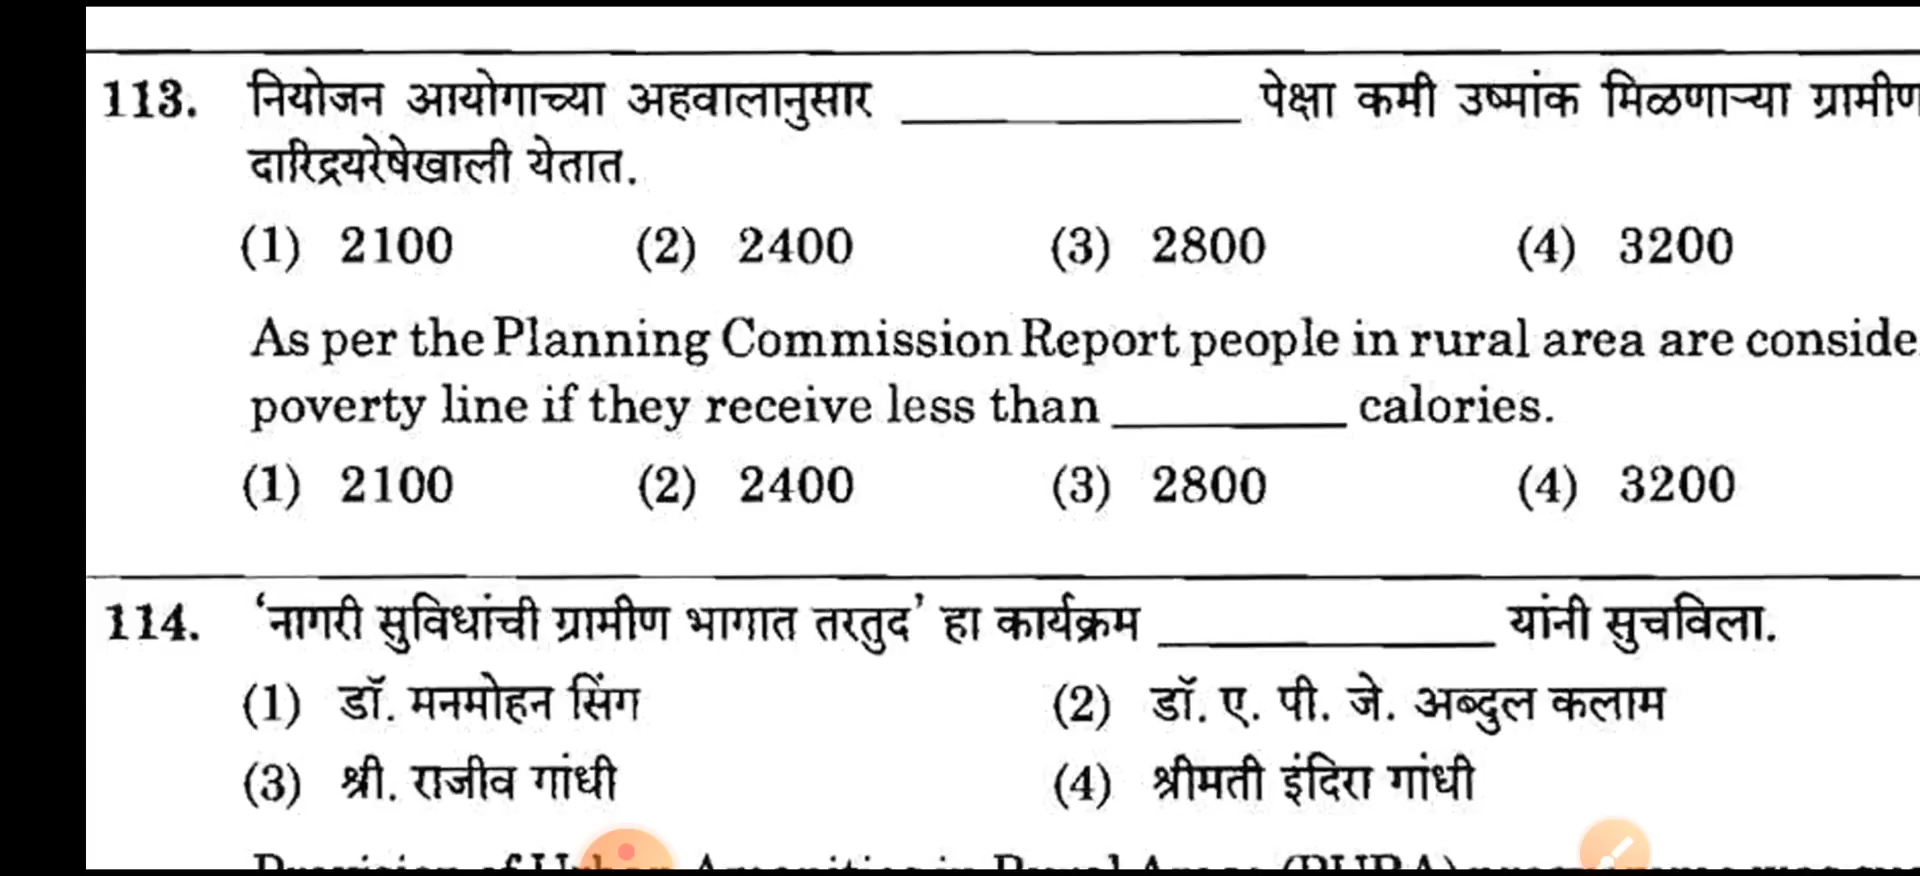 113. नियोजन आयोगाच्या अहवालानुसार __________ पेक्षा कमी उष्मांक मिळणाऱ्या ग्रामीण
दारिद्रयरेषेखाली येतात.
(1) 2100 (2) 2400 (3) 2800 (4) 3200
As per the Planning Commission Report people in rural area are conside
poverty line if they receive less than ________ calories.
(1) 2100 (2) 2400 (3) 2800 (4) 3200
114. ‘नागरी सुविधांची ग्रामीण भागात तरतुद’ हा कार्यक्रम __________ यांनी सुचविला.
(1) डॉ. मनमोहन सिंग (2) डॉ. ए. पी. जे. अब्दुल कलाम
(3) श्री. राजीव गांधी (4) श्रीमती इंदिरा गांधी